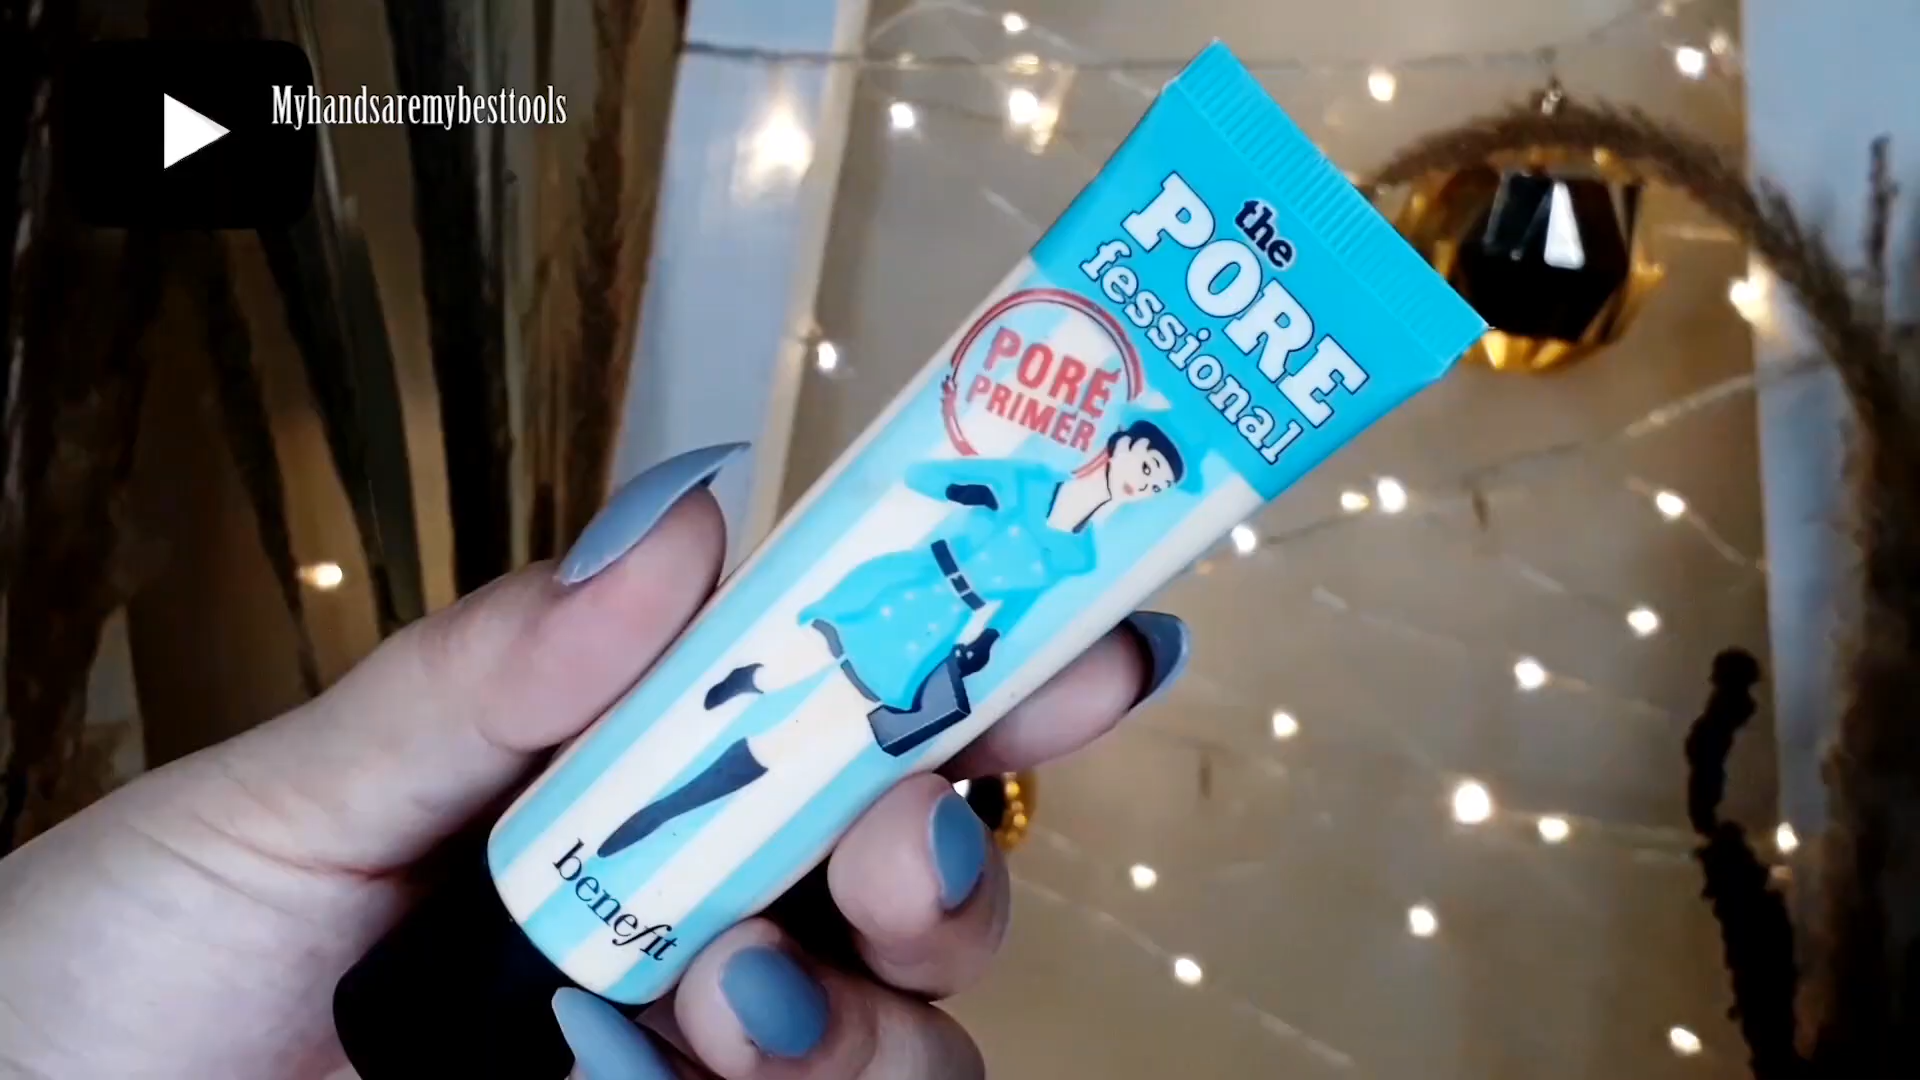 Myhandsaremybesttools
the
PORE
fessional
PORE
PRIMER
benefit